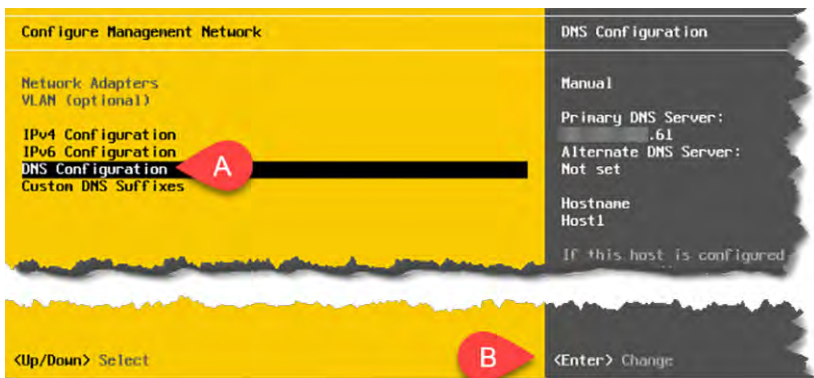 Configure Management Network
DNS Configuration
Network Adapters
VLAN (optional)
IPv4 Configuration
IPv6 Configuration
DNS Configuration
Custom DNS Suffixes
A
Manual
Primary DNS Server:
.61
Alternate DNS Server:
Not set
Hostname
Host1
If this host is configured
<Up/Down> Select
B
<Enter> Change